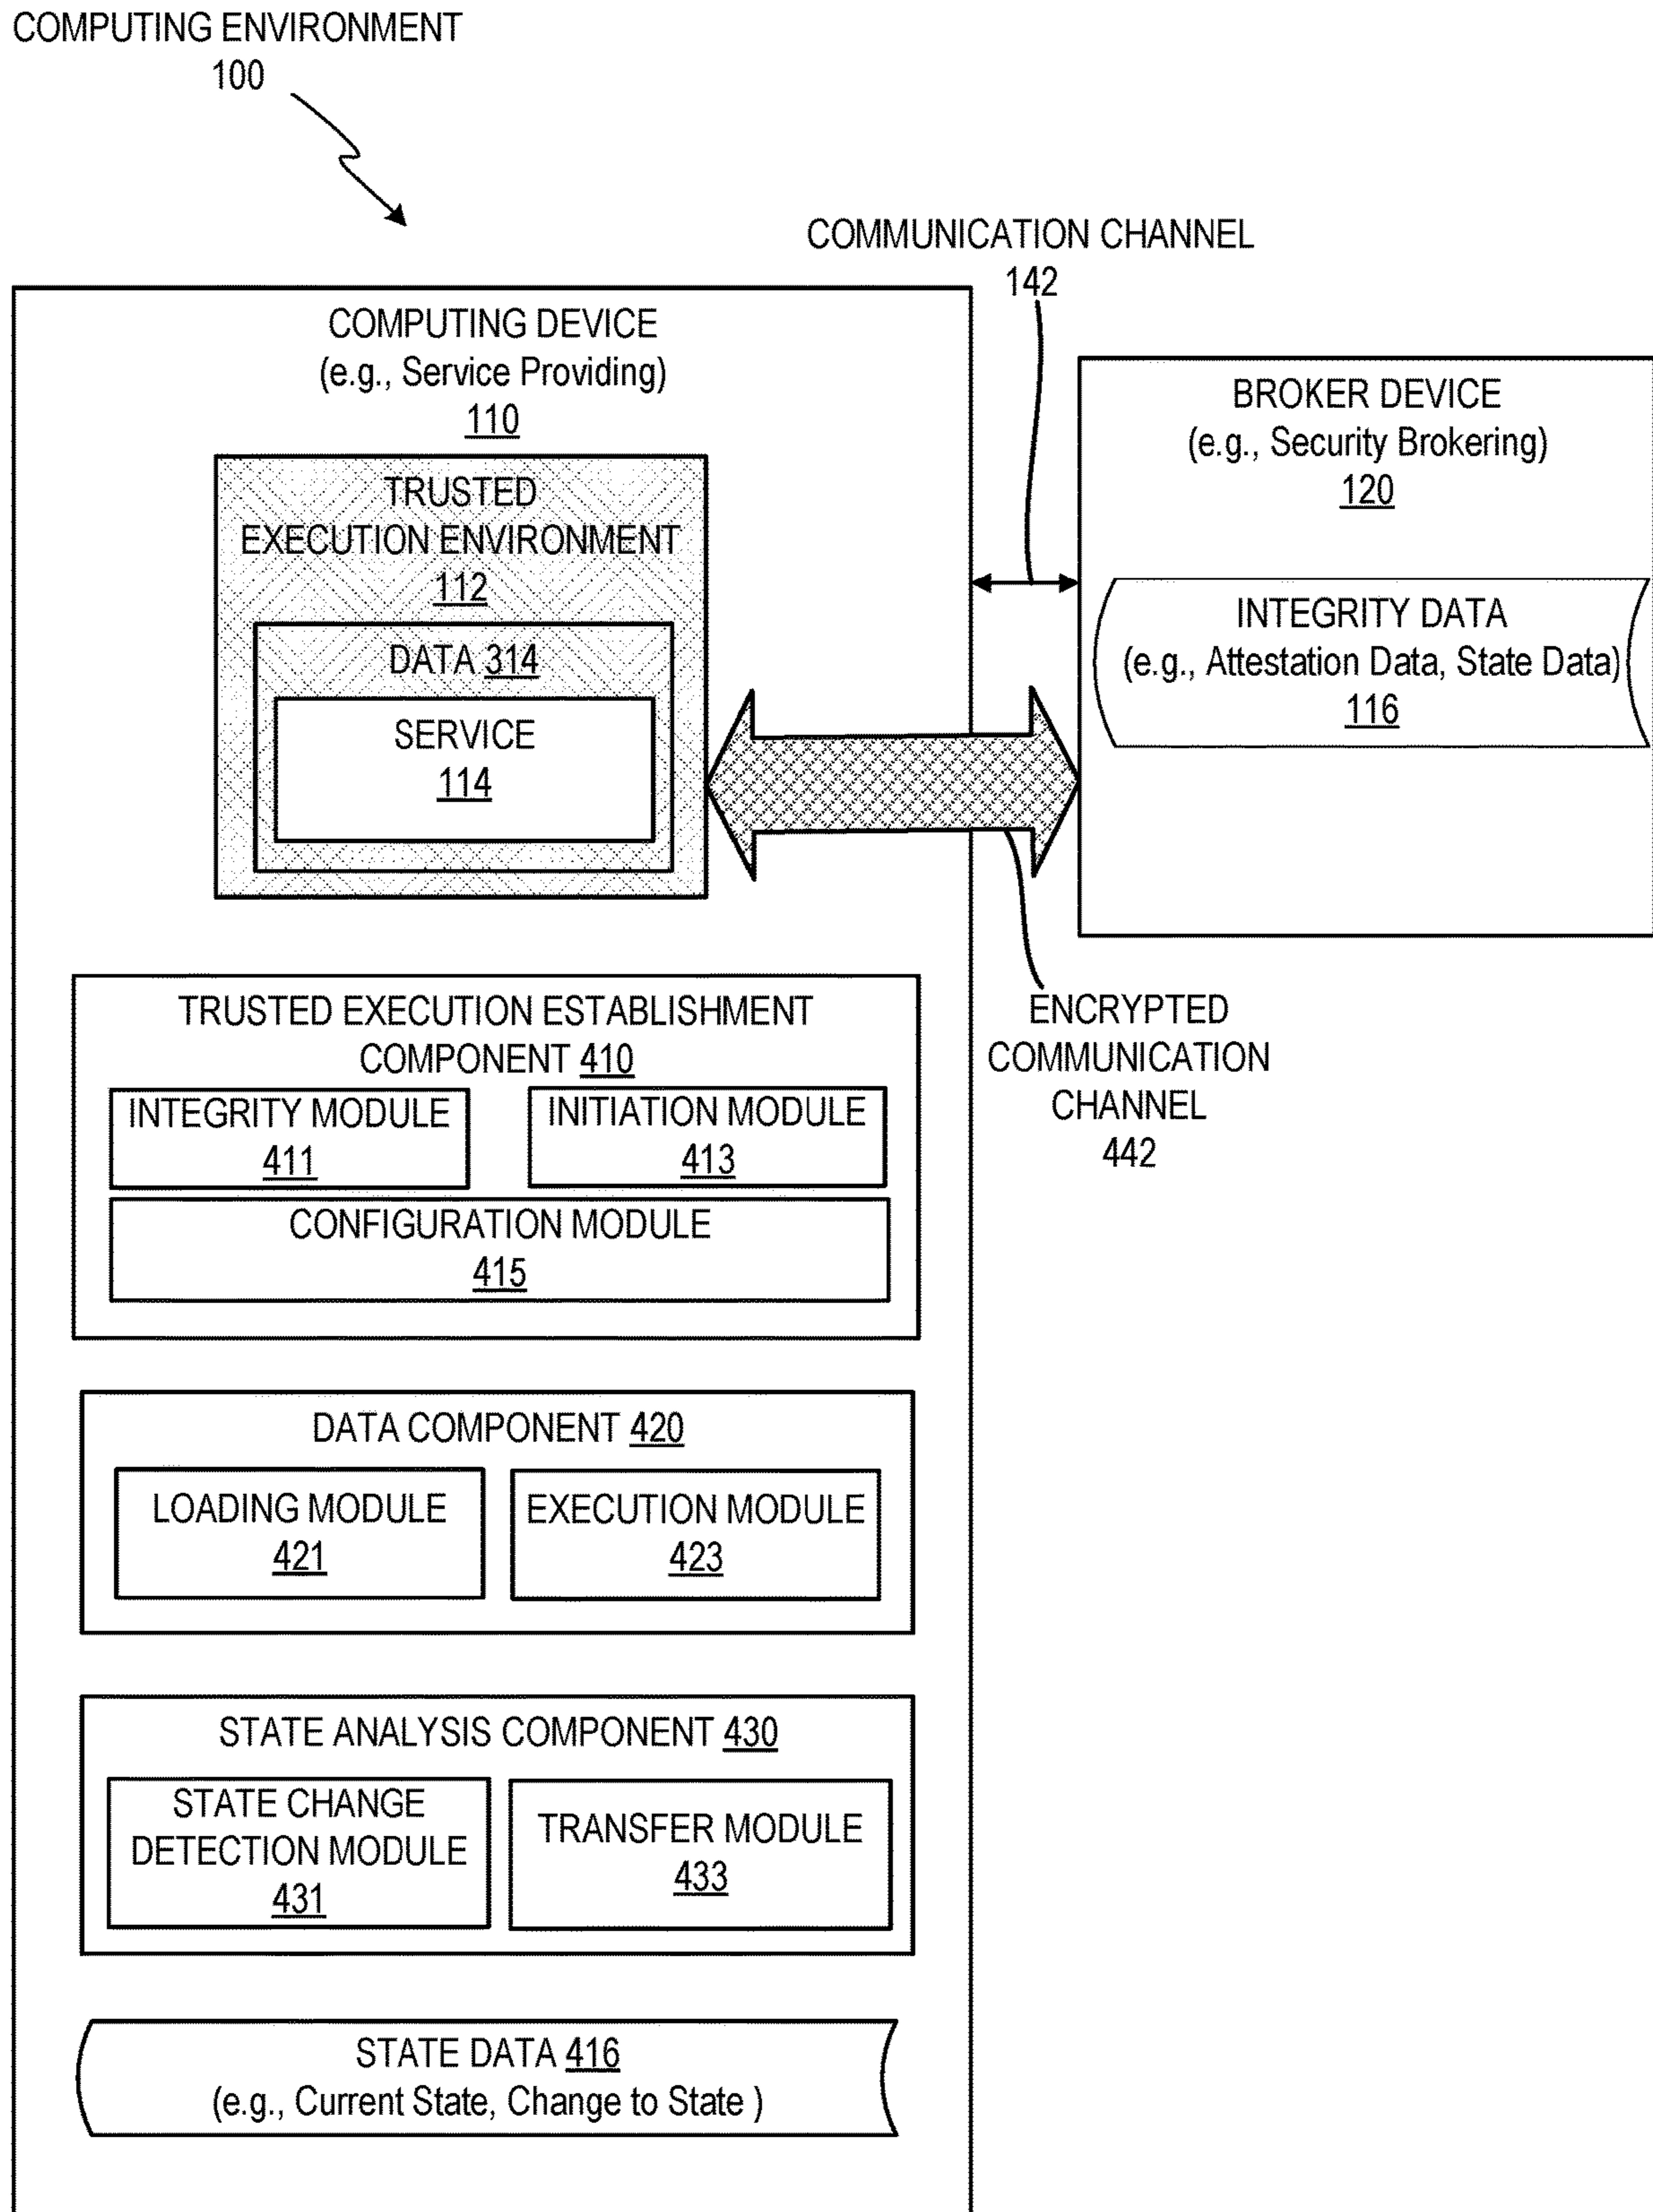 COMPUTING ENVIRONMENT
100
COMMUNICATION CHANNEL
142
COMPUTING DEVICE
(e.g., Service Providing)
110
TRUSTED
EXECUTION ENVIRONMENT
112
DATA 314
SERVICE
114
BROKER DEVICE
(e.g., Security Brokering)
120
INTEGRITY DATA
(e.g., Attestation Data, State Data)
116
ENCRYPTED
COMMUNICATION
CHANNEL
442
TRUSTED EXECUTION ESTABLISHMENT
COMPONENT 410
INTEGRITY MODULE
411
INITIATION MODULE
413
CONFIGURATION MODULE
415
DATA COMPONENT 420
LOADING MODULE
421
EXECUTION MODULE
423
STATE ANALYSIS COMPONENT 430
STATE CHANGE
DETECTION MODULE
431
TRANSFER MODULE
433
STATE DATA 416
(e.g., Current State, Change to State )